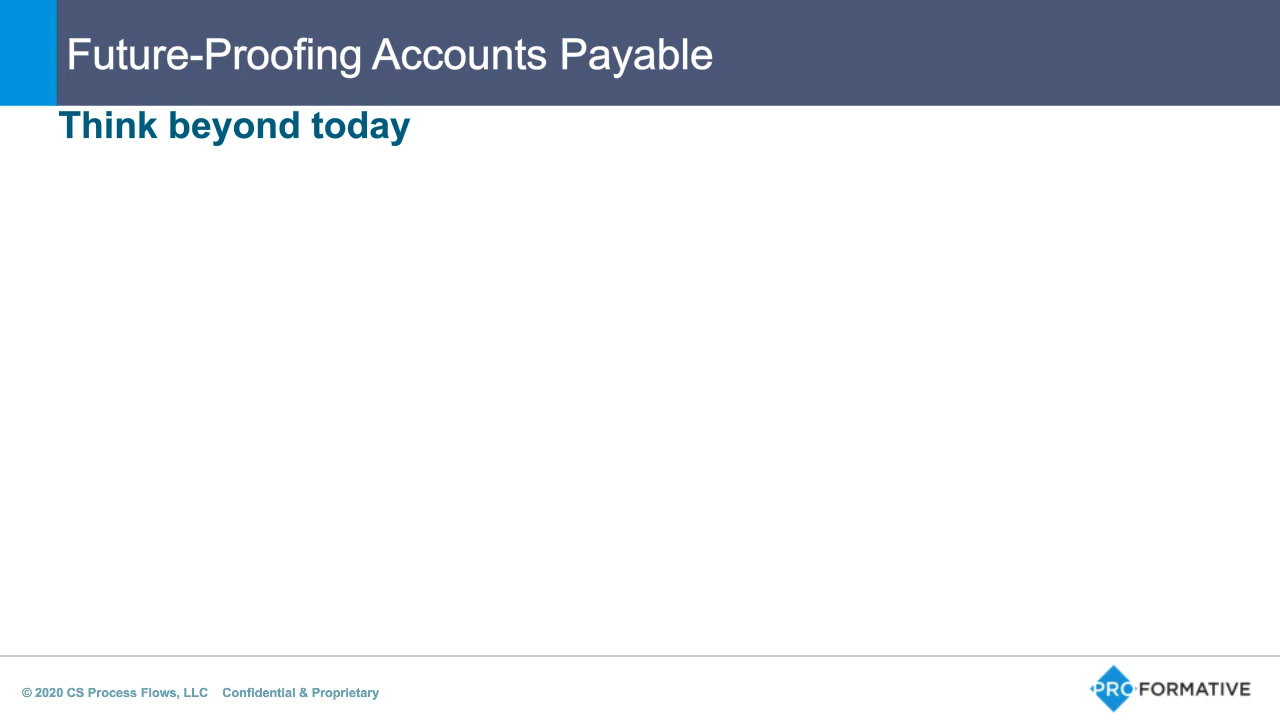 Future-Proofing Accounts Payable
Think beyond today
© 2020 CS Process Flows, LLC Confidential & Proprietary
PROFORMATIVE